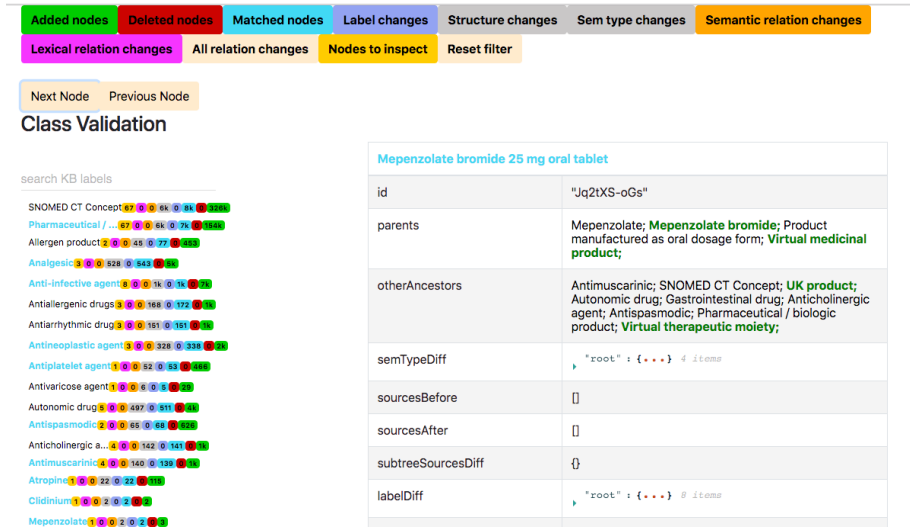 Added nodes Deleted nodes Matched nodes Label changes Structure changes Sem type changes Semantic relation changes
Lexical relation changes All relation changes Nodes to inspect Reset filter
Next Node Previous Node
Class Validation
search KB labels
SNOMED CT Concept 67 0 0 6k 0 8k 0 326k
Pharmaceutical / ... 67 0 0 6k 0 7k 0 154k
Allergen product 2 0 0 45 0 77 0 453
Analgesic 3 0 0 528 0 543 0 5k
Anti-infective agent 8 0 0 1k 0 1k 0 7k
Antiallergenic drugs 3 0 0 168 0 172 0 1k
Antiarrhythmic drug 3 0 0 151 0 151 0 1k
Antineoplastic agent 3 0 0 328 0 338 0 2k
Antiplatelet agent 1 0 0 52 0 53 0 466
Antivaricose agent 1 0 0 6 0 5 0 29
Autonomic drug 5 0 0 497 0 511 0 4k
Antispasmodic 2 0 0 65 0 68 0 626
Anticholinergic a... 4 0 0 142 0 141 0 1k
Antimuscarinic 4 0 0 140 0 139 0 1k
Atropine 1 0 0 22 0 22 0 115
Clidinium 1 0 0 2 0 2 0 2
Mepenzolate 1 0 0 2 0 2 0 3
Mepenzolate bromide 25 mg oral tablet
id "Jq2tXS-oGs"
parents Mepenzolate; Mepenzolate bromide; Product
manufactured as oral dosage form; Virtual medicinal
product;
otherAncestors Antimuscarinic; SNOMED CT Concept; UK product;
Autonomic drug; Gastrointestinal drug; Anticholinergic
agent; Antispasmodic; Pharmaceutical / biologic
product; Virtual therapeutic moiety;
semTypeDiff "root" : {...} 4 items
sourcesBefore []
sourcesAfter []
subtreeSourcesDiff {}
labelDiff "root" : {...} 9 items